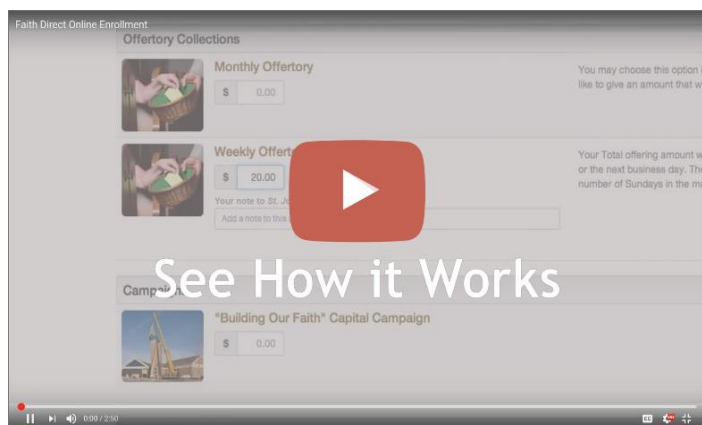 Faith Direct Online Enrollment
Offertory Collections
Monthly Offertory
You may choose this option
like to give an amount that
$ 0.00
Weekly
Your Total offering amount
$ 20.00
or the next business day.
number of Sundays in the
Your note to St.
Add a note to this
See How it Works
"Building Our Faith" Capital Campaign
$ 0.00
0:00 / 2:50
CC